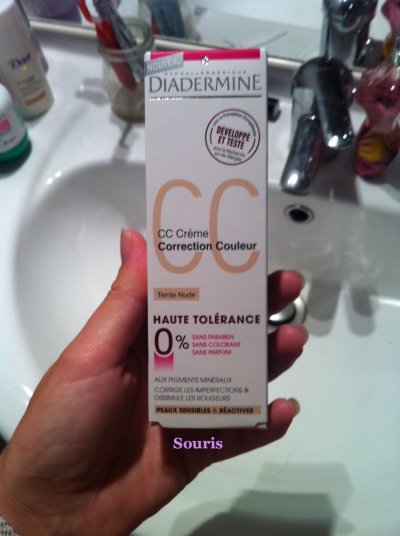 NOUVEAU
HYPOALLERGÉNIQUE
DIADERMINE
DÉVELOPPÉ
ET TESTÉ
CC
CC Crème
Correction Couleur
Teinte Nude
HAUTE TOLÉRANCE
0%
SANS PARABEN
SANS COLORANT
SANS PARFUM
AUX PIGMENTS MINÉRAUX
CORRIGE LES IMPERFECTIONS &
DISSIMULE LES ROUGEURS
PEAUX SENSIBLES & RÉACTIVES
Souris
Dove